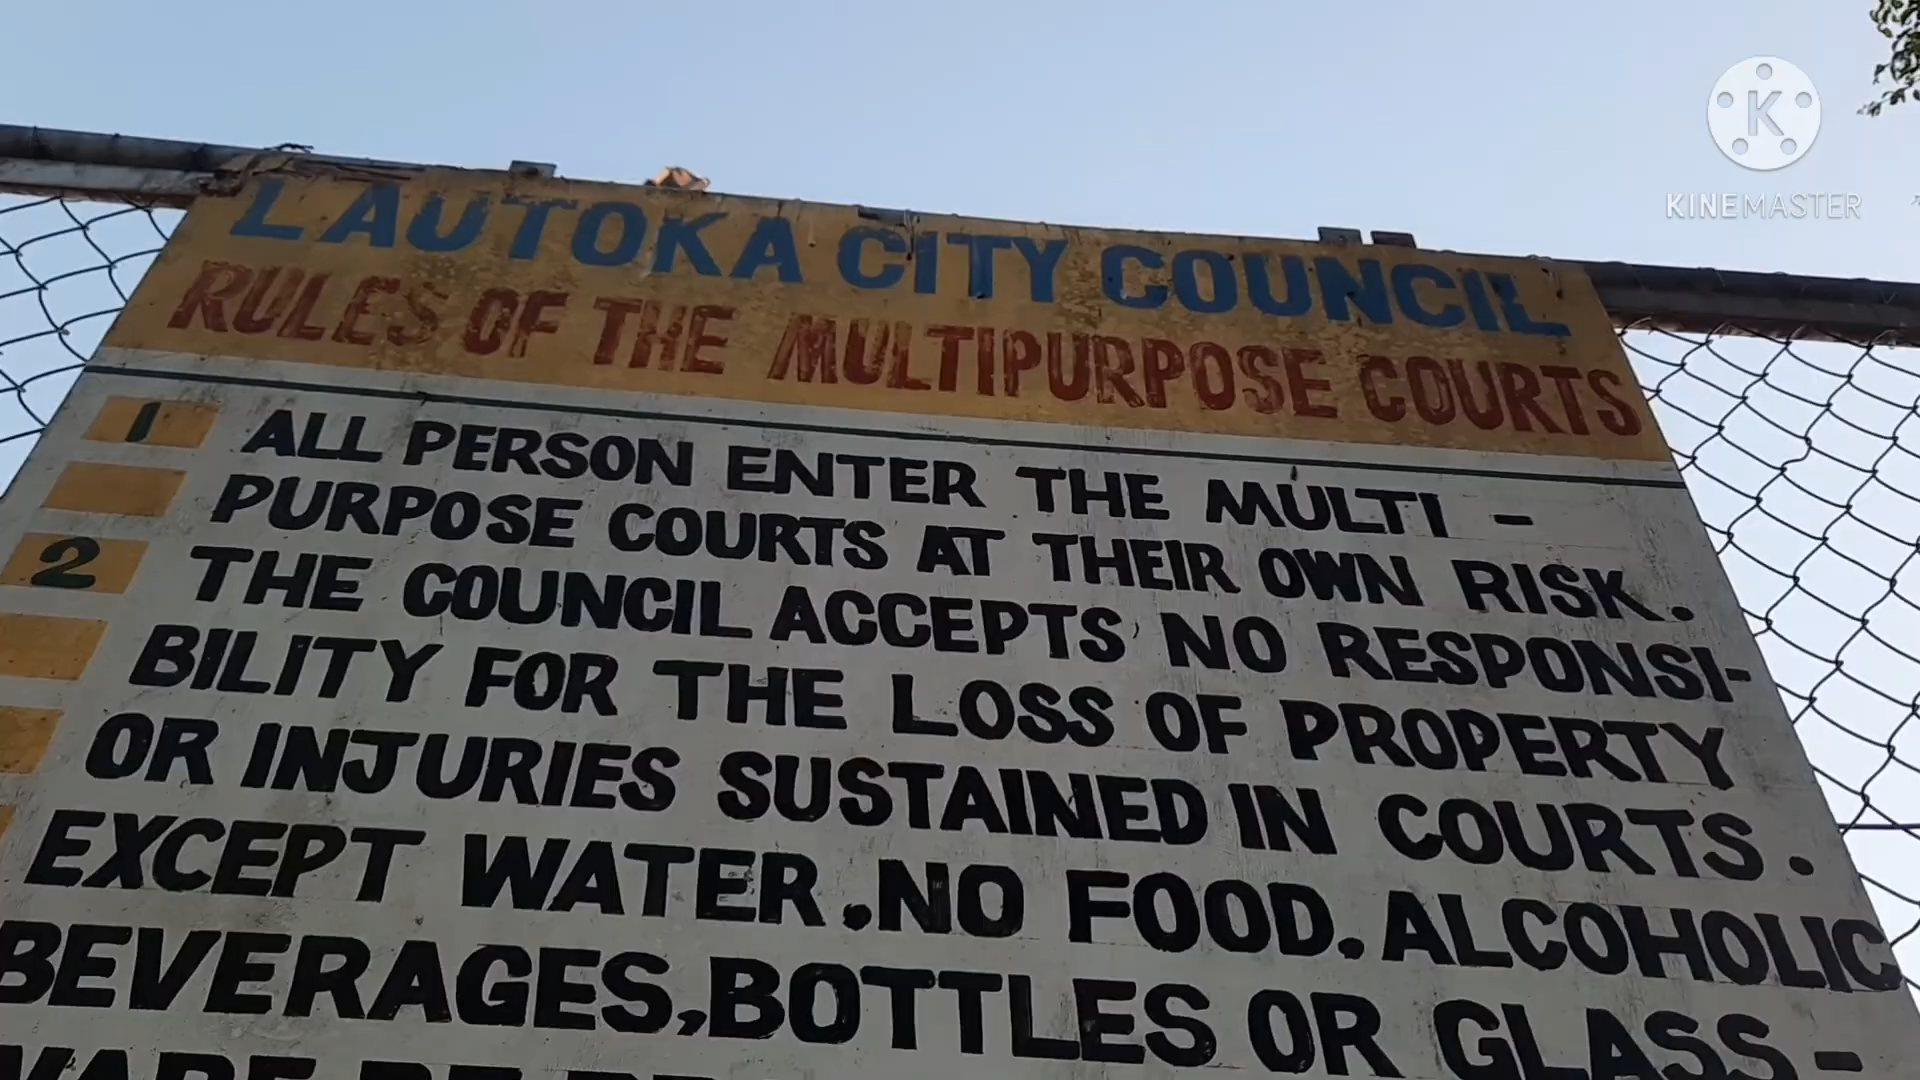 K
KINEMASTER
LAUTOKA CITY COUNCIL
RULES OF THE MULTIPURPOSE COURTS
1 ALL PERSON ENTER THE MULTI -
PURPOSE COURTS AT THEIR OWN RISK.
2 THE COUNCIL ACCEPTS NO RESPONSI-
BILITY FOR THE LOSS OF PROPERTY
OR INJURIES SUSTAINED IN COURTS.
EXCEPT WATER.NO FOOD.ALCOHOLIC
BEVERAGES,BOTTLES OR GLASS-